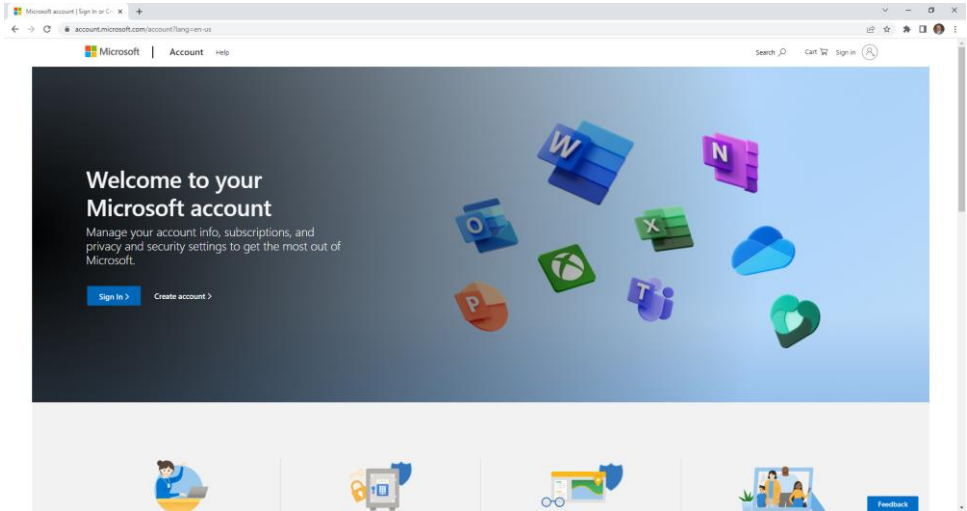 Microsoft account | Sign In or Cr
account.microsoft.com/account?lang=en-us
Microsoft | Account Help Search Cart Sign in
Welcome to your
Microsoft account
Manage your account info, subscriptions, and
privacy and security settings to get the most out of
Microsoft.
Sign In > Create account >
W
N
O
X
T
P
Feedback